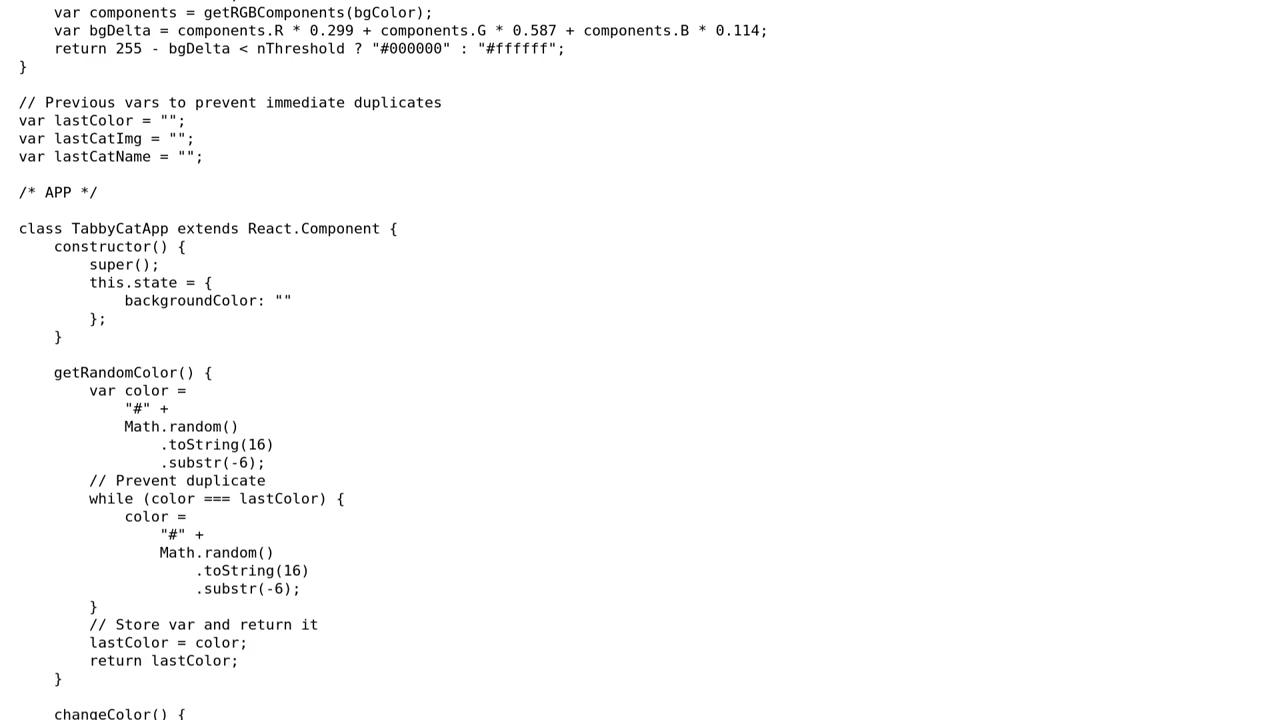 var components = getRGBComponents(bgColor);
    var bgDelta = components.R * 0.299 + components.G * 0.587 + components.B * 0.114;
    return 255 - bgDelta < nThreshold ? "#000000" : "#ffffff";
}

// Previous vars to prevent immediate duplicates
var lastColor = "";
var lastCatImg = "";
var lastCatName = "";

/* APP */

class TabbyCatApp extends React.Component {
    constructor() {
        super();
        this.state = {
            backgroundColor: ""
        };
    }

    getRandomColor() {
        var color =
            "#" +
            Math.random()
                .toString(16)
                .substr(-6);
        // Prevent duplicate
        while (color === lastColor) {
            color =
                "#" +
                Math.random()
                    .toString(16)
                    .substr(-6);
        }
        // Store var and return it
        lastColor = color;
        return lastColor;
    }

    changeColor() {